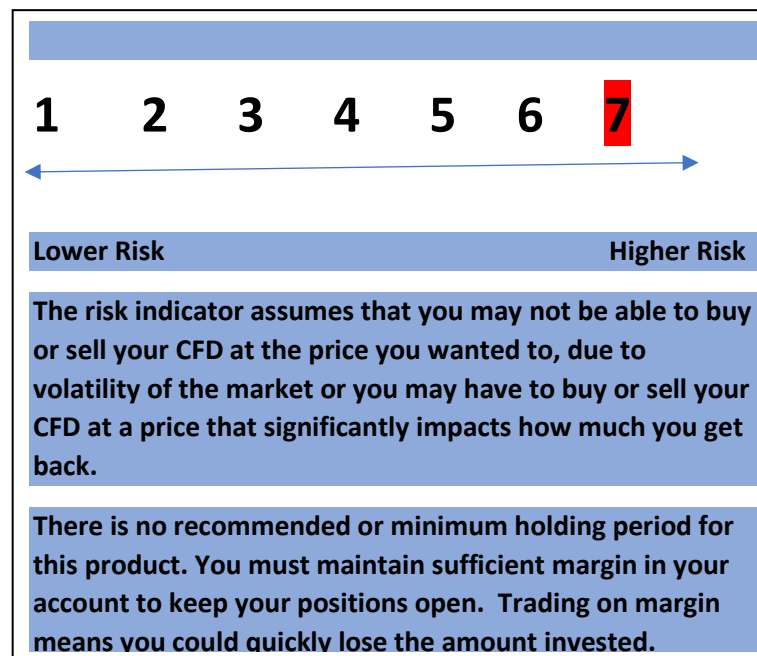 1 2 3 4 5 6 7
Lower Risk Higher Risk
The risk indicator assumes that you may not be able to buy
or sell your CFD at the price you wanted to, due to
volatility of the market or you may have to buy or sell your
CFD at a price that significantly impacts how much you get
back.
There is no recommended or minimum holding period for
this product. You must maintain sufficient margin in your
account to keep your positions open. Trading on margin
means you could quickly lose the amount invested.